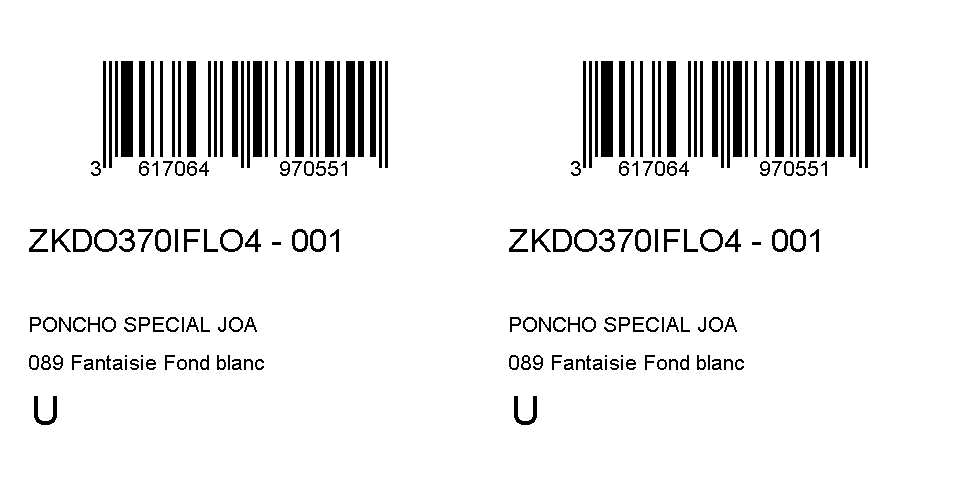 3 617064 970551
ZKDO370IFLO4 - 001
PONCHO SPECIAL JOA
089 Fantaisie Fond blanc
U
3 617064 970551
ZKDO370IFLO4 - 001
PONCHO SPECIAL JOA
089 Fantaisie Fond blanc
U